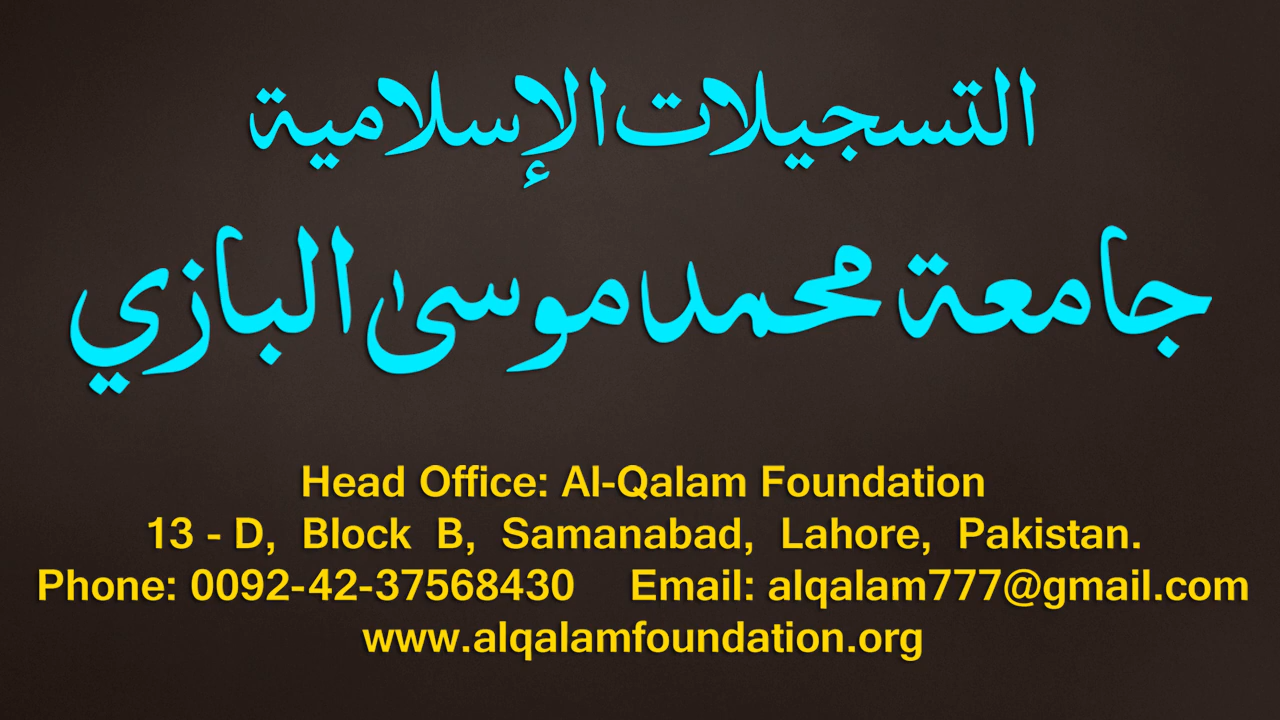 التسجيلات الإسلامية
جامعة محمد موسىٰ البازي
Head Office: Al-Qalam Foundation
13 - D, Block B, Samanabad, Lahore, Pakistan.
Phone: 0092-42-37568430 Email: alqalam777@gmail.com
www.alqalamfoundation.org